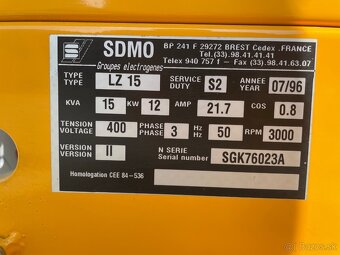 SDMO
Groupes electrogenes
BP 241 F 29272 BREST Cedex .FRANCE
Tel.(33).98.41.41.41
Telex 940 757 f - Fax (33).98.41.63.07
TYPE TYPE LZ 15 SERVICE DUTY S2 ANNEE YEAR 07/96
KVA 15 KW 12 AMP 21.7 COS 0.8
TENSION VOLTAGE 400 PHASE PHASE 3 Hz Hz 50 RPM 3000
VERSION VERSION II N SERIE Serial number SGK76023A
Homologation CEE 84-536
bazos.sk